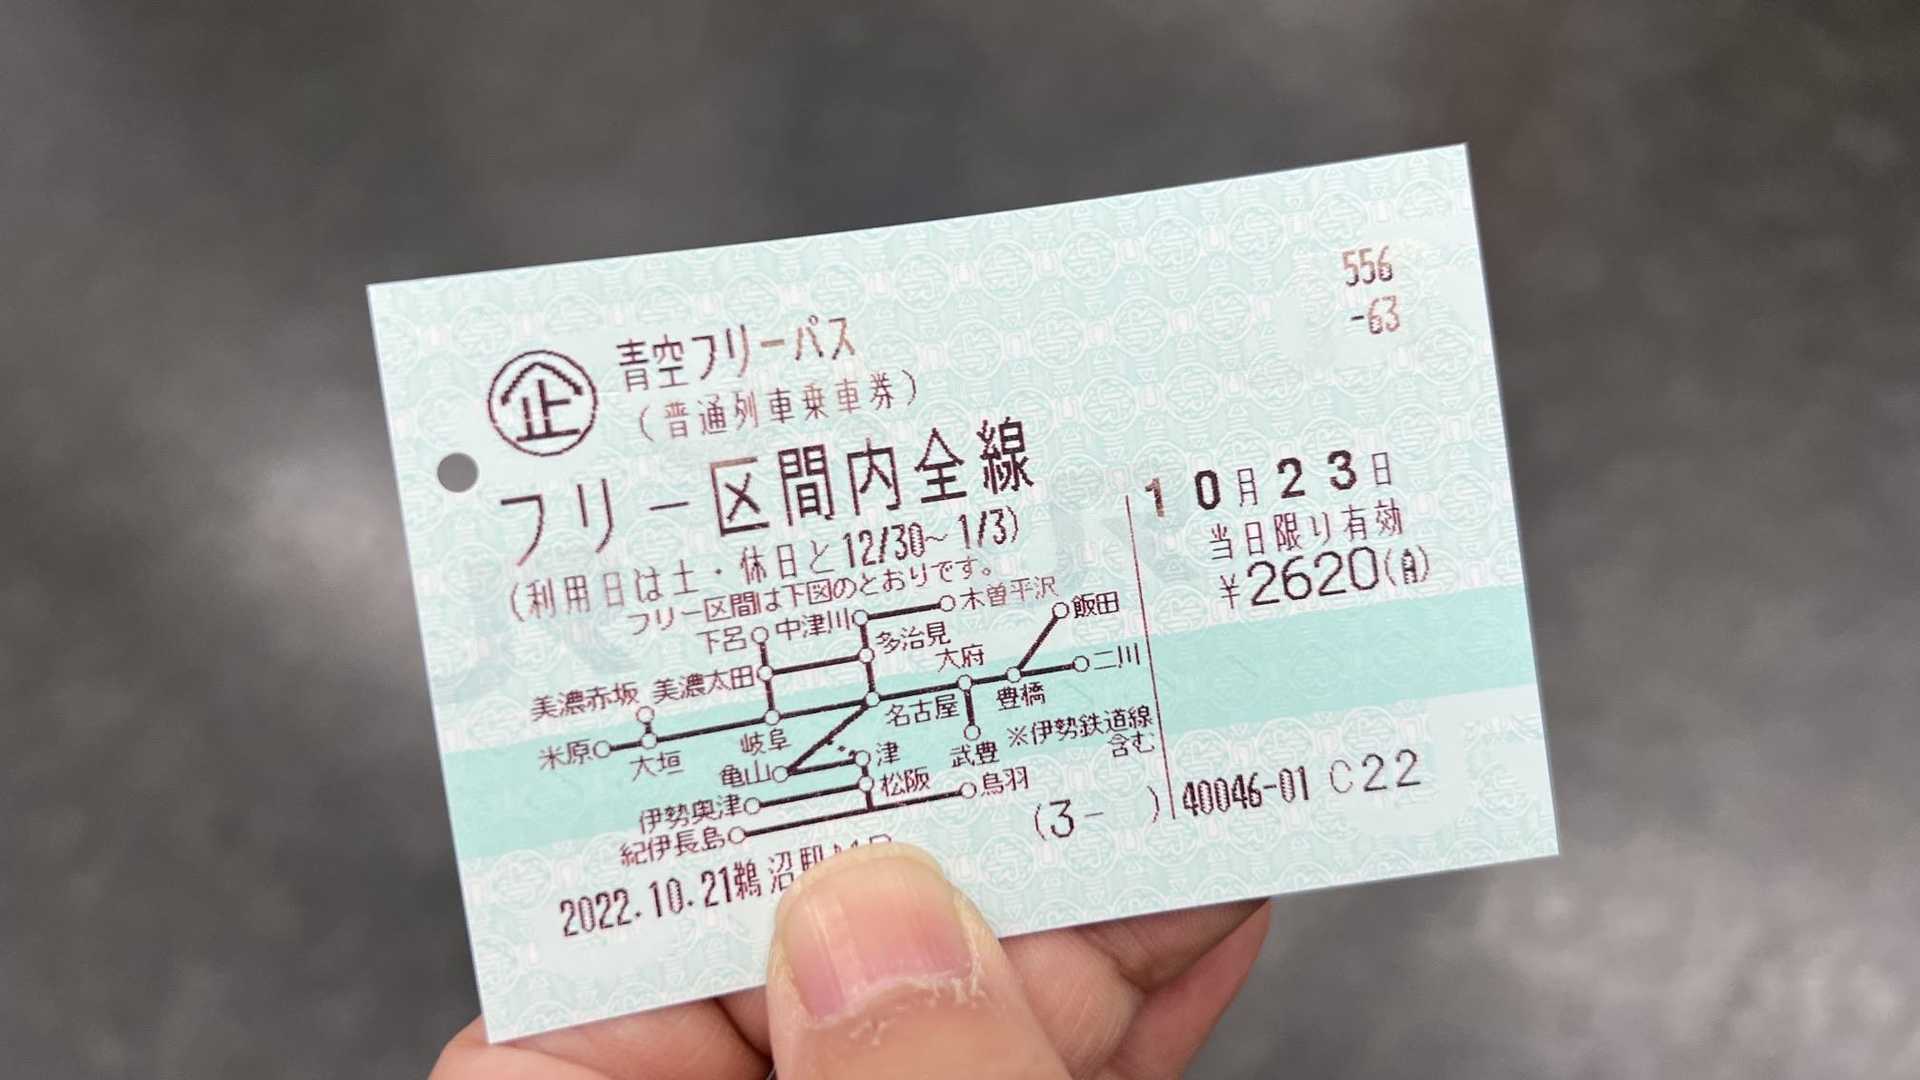 556
-63
企
青空フリーパス
(普通列車乗車券)
フリー区間内全線
(利用日は土・休日と12/30~1/3)
フリー区間は下図のとおりです。
10月23日
当日限り有効
¥2620
下呂
中津川
木曽平沢
飯田
多治見
大府
二川
美濃赤坂
美濃太田
名古屋
豊橋
米原
大垣
岐阜
武豊
※伊勢鉄道線
含む
亀山
津
松阪
鳥羽
伊勢奥津
紀伊長島
(3- )
40046-01 C22
2022.10.21鵜沼駅